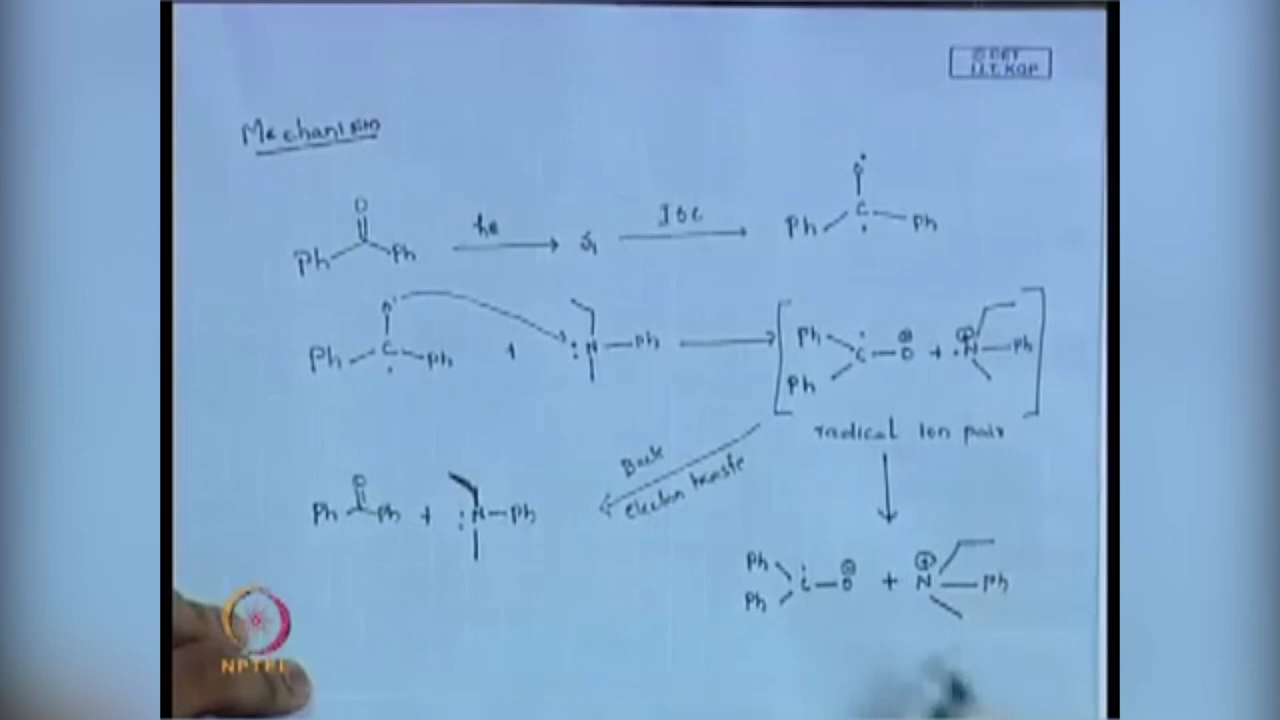 © CET
I.I.T. KGP
Mechanism
O
Ph Ph hν → S₁ ISC → Ȯ
Ph C Ph
Ȯ
Ph C Ph + :N—Ph → [ Ph Ph Ċ—O⊖ + ⊕ .N—Ph ]
radical Ion pair
Back
electron transfe
O
Ph Ph + :N—Ph
Ph Ph Ċ—O⊖ + ⊕ N—Ph
NPTEL